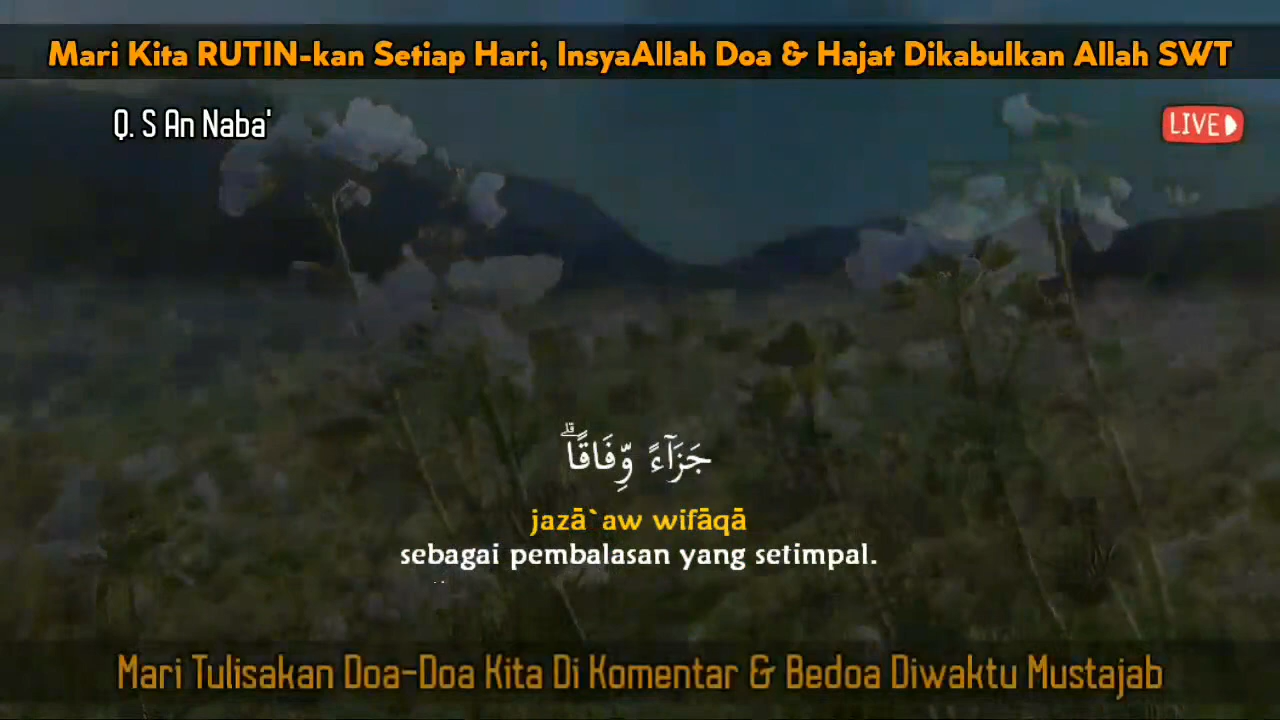 Mari Kita RUTIN-kan Setiap Hari, InsyaAllah Doa & Hajat Dikabulkan Allah SWT
Q. S An Naba'
LIVE
جَزَاۤءً وِّفَاقًاۗ
jazā`aw wifāqā
sebagai pembalasan yang setimpal.
Mari Tulisakan Doa-Doa Kita Di Komentar & Bedoa Diwaktu Mustajab